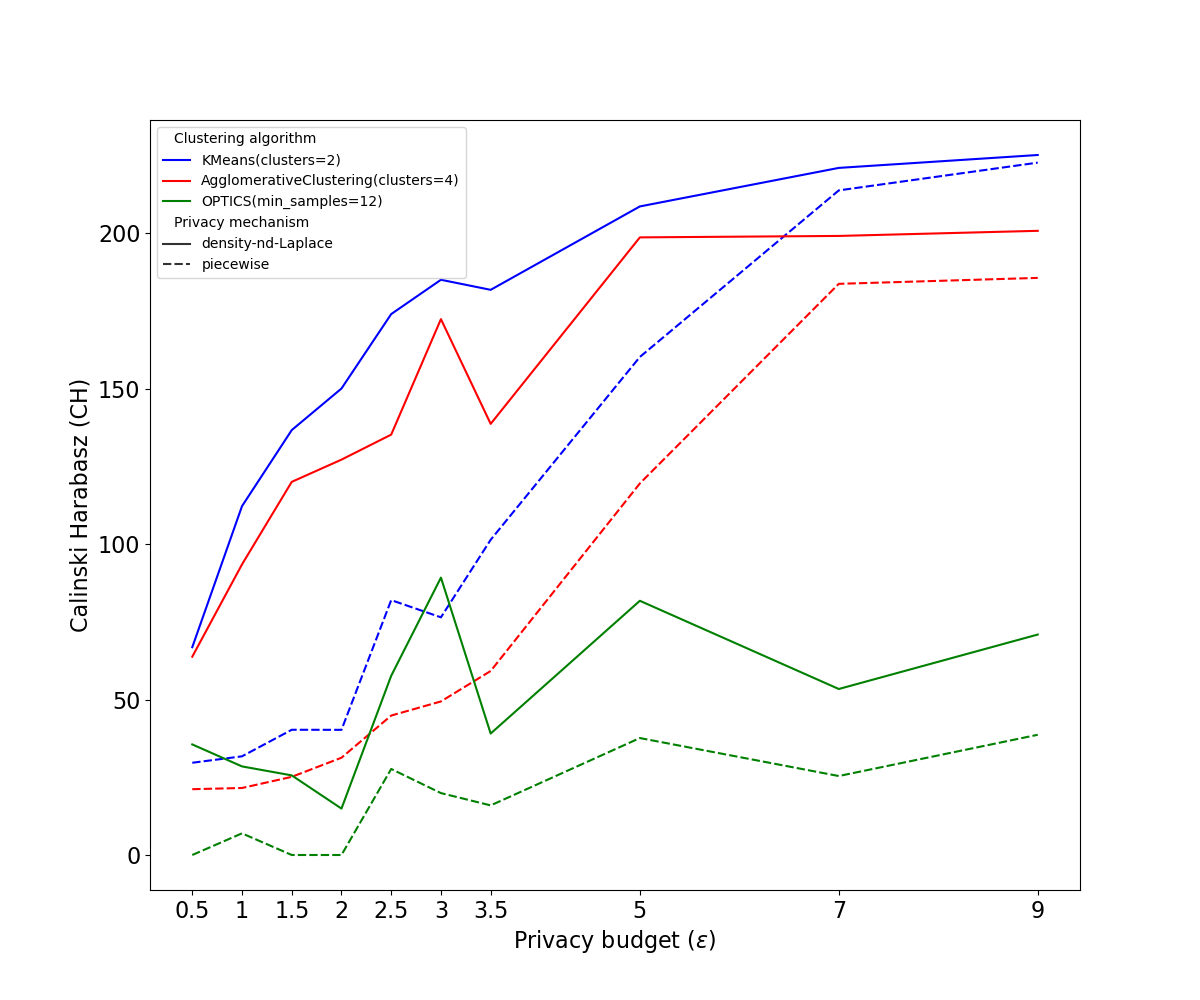 Clustering algorithm
KMeans(clusters=2)
AgglomerativeClustering(clusters=4)
OPTICS(min_samples=12)
Privacy mechanism
density-nd-Laplace
piecewise
Calinski Harabasz (CH)
200
150
100
50
0
0.5 1 1.5 2 2.5 3 3.5 5 7 9
Privacy budget (ε)